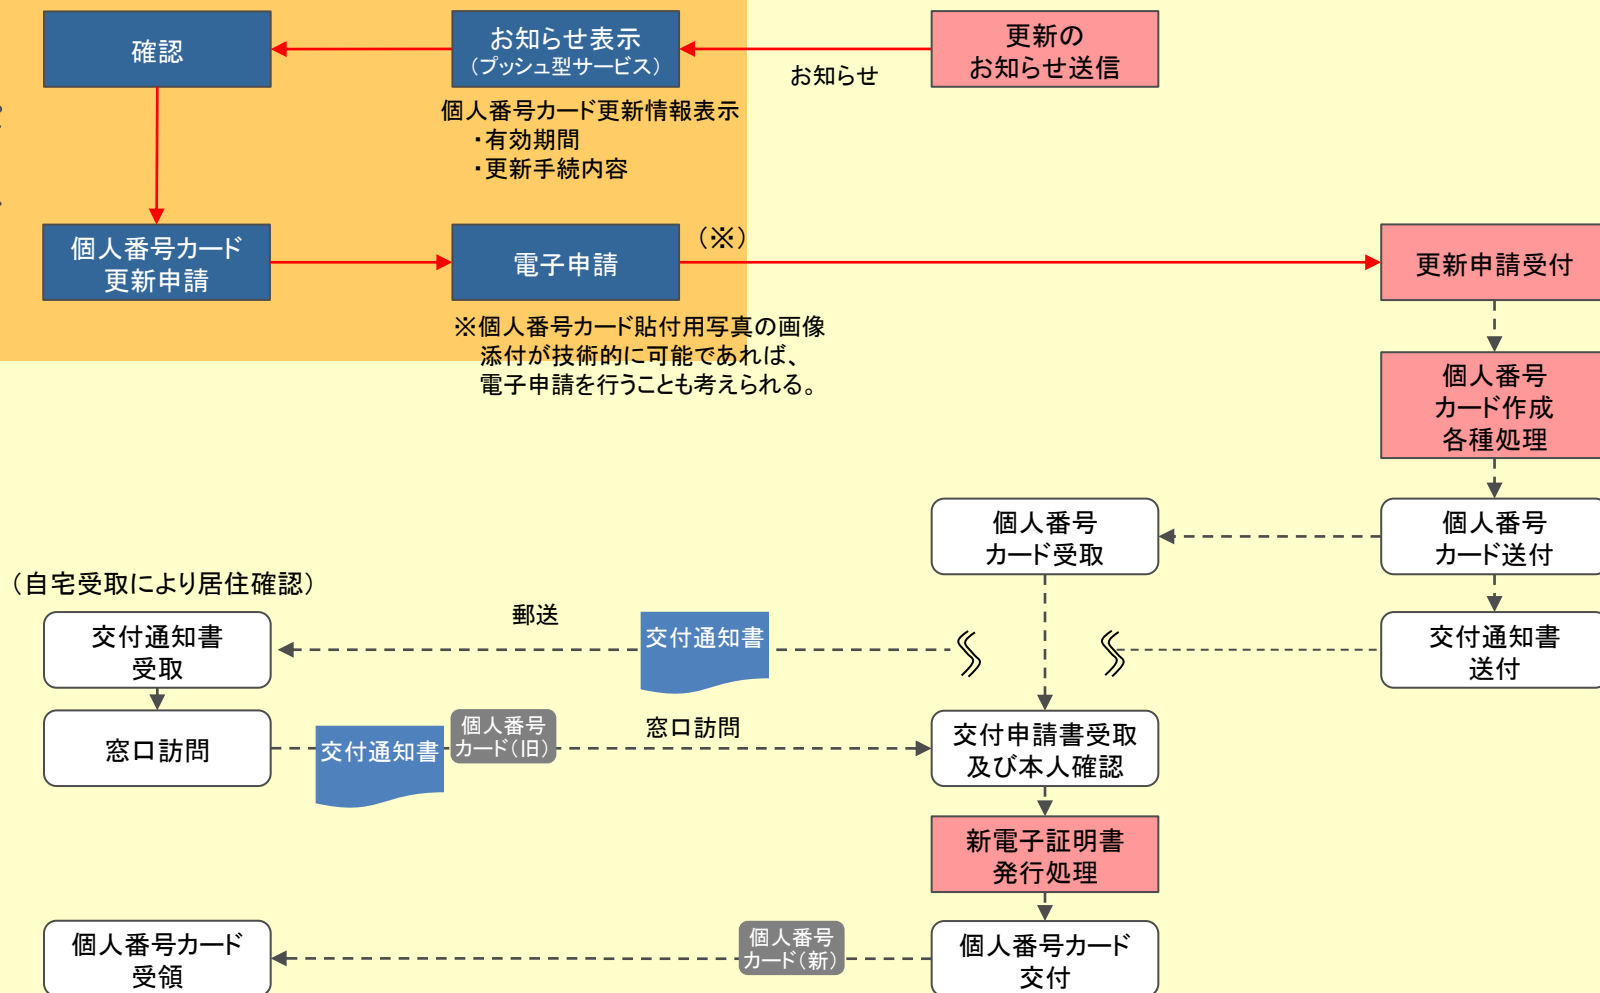 確認
お知らせ表示
（プッシュ型サービス）
更新の
お知らせ送信
お知らせ
個人番号カード更新情報表示
・有効期間
・更新手続内容
個人番号カード
更新申請
電子申請
（※）
更新申請受付
※個人番号カード貼付用写真の画像
添付が技術的に可能であれば、
電子申請を行うことも考えられる。
個人番号
カード作成
各種処理
個人番号
カード受取
個人番号
カード送付
（自宅受取により居住確認）
交付通知書
受取
郵送
交付通知書
交付通知書
送付
窓口訪問
交付通知書
個人番号
カード（旧）
窓口訪問
交付申請書受取
及び本人確認
新電子証明書
発行処理
個人番号カード
受領
個人番号
カード（新）
個人番号カード
交付